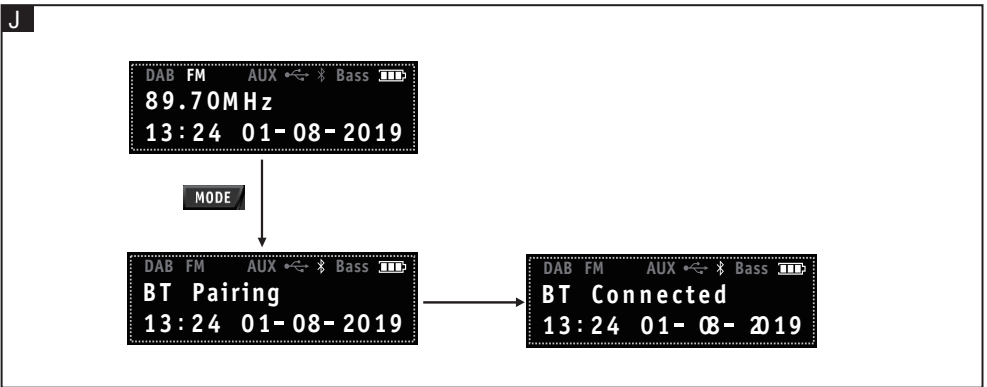 J
DAB FM AUX Bass
89.70MHz
13:24 01-08-2019
MODE
DAB FM AUX Bass
BT Pairing
13:24 01-08-2019
DAB FM AUX Bass
BT Connected
13:24 01-08-2019